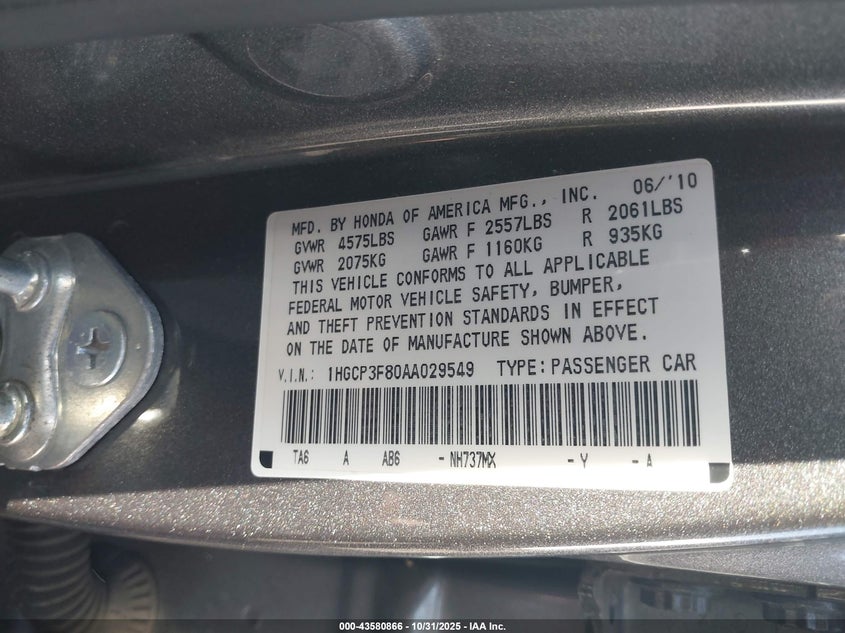 MFD. BY HONDA OF AMERICA MFG., INC. 06/'10
GVWR 4575LBS GAWR F 2557LBS R 2061LBS
GVWR 2075KG GAWR F 1160KG R 935KG
THIS VEHICLE CONFORMS TO ALL APPLICABLE
FEDERAL MOTOR VEHICLE SAFETY, BUMPER,
AND THEFT PREVENTION STANDARDS IN EFFECT
ON THE DATE OF MANUFACTURE SHOWN ABOVE.
V.I.N.: 1HGCP3F80AA029549 TYPE: PASSENGER CAR
TA6 A AB6 - NH737MX - Y - A
000-43580866 - 10/31/2025 - IAA Inc.